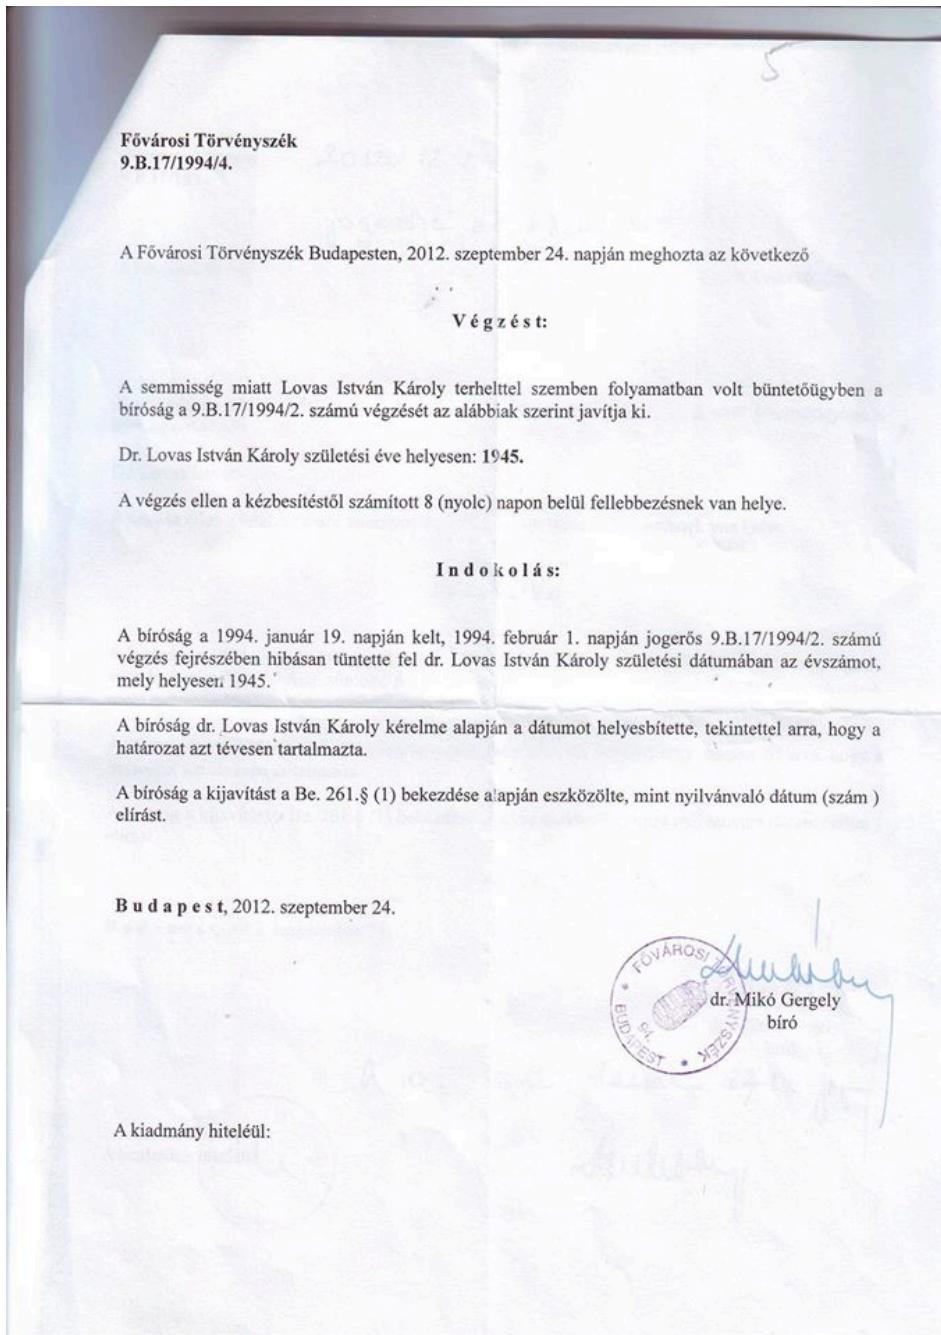 5
Fővárosi Törvényszék
9.B.17/1994/4.
A Fővárosi Törvényszék Budapesten, 2012. szeptember 24. napján meghozta az következő
Végzést:
A semmisség miatt Lovas István Károly terhelttel szemben folyamatban volt büntetőügyben a
bíróság a 9.B.17/1994/2. számú végzését az alábbiak szerint javítja ki.
Dr. Lovas István Károly születési éve helyesen: 1945.
A végzés ellen a kézbesítéstől számított 8 (nyolc) napon belül fellebbezésnek van helye.
Indokolás:
A bíróság a 1994. január 19. napján kelt, 1994. február 1. napján jogerős 9.B.17/1994/2. számú
végzés fejrészében hibásan tüntette fel dr. Lovas István Károly születési dátumában az évszámot,
mely helyesen 1945.
A bíróság dr. Lovas István Károly kérelme alapján a dátumot helyesbítette, tekintettel arra, hogy a
határozat azt tévesen tartalmazta.
A bíróság a kijavítást a Be. 261.§ (1) bekezdése alapján eszközölte, mint nyilvánvaló dátum (szám )
elírást.
Budapest, 2012. szeptember 24.
FŐVÁROSI TÖRVÉNYSZÉK
94.
BUDAPEST
dr. Mikó Gergely
bíró
A kiadmány hiteléül: